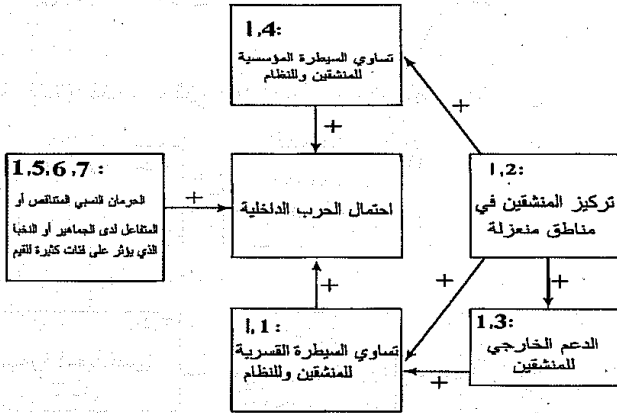 1,4:
تساوي السيطرة المؤسسية
للمنشقين والنظام
+
+
1,5,6,7 :
الحرمان النسبي المتناقص أو
المتفاعل لدى الجماهير أو النخبا
الذي يؤثر على فئات كثيرة للقيم
+
احتمال الحرب الداخلية
1,2:
تركيز المنشقين في
مناطق منعزلة
+
+
+
1,1:
تساوي السيطرة القسرية
للمنشقين والنظام
+
1,3:
الدعم الخارجي
للمنشقين